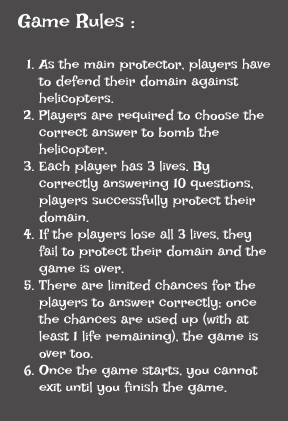 Game Rules :
1. As the main protector, players have
to defend their domain against
helicopters.
2. Players are required to choose the
correct answer to bomb the
helicopter.
3. Each player has 3 lives. By
correctly answering 10 questions,
players successfully protect their
domain.
4. If the players lose all 3 lives, they
fail to protect their domain and the
game is over.
5. There are limited chances for the
players to answer correctly; once
the chances are used up (with at
least 1 life remaining), the game is
over too.
6. Once the game starts, you cannot
exit until you finish the game.